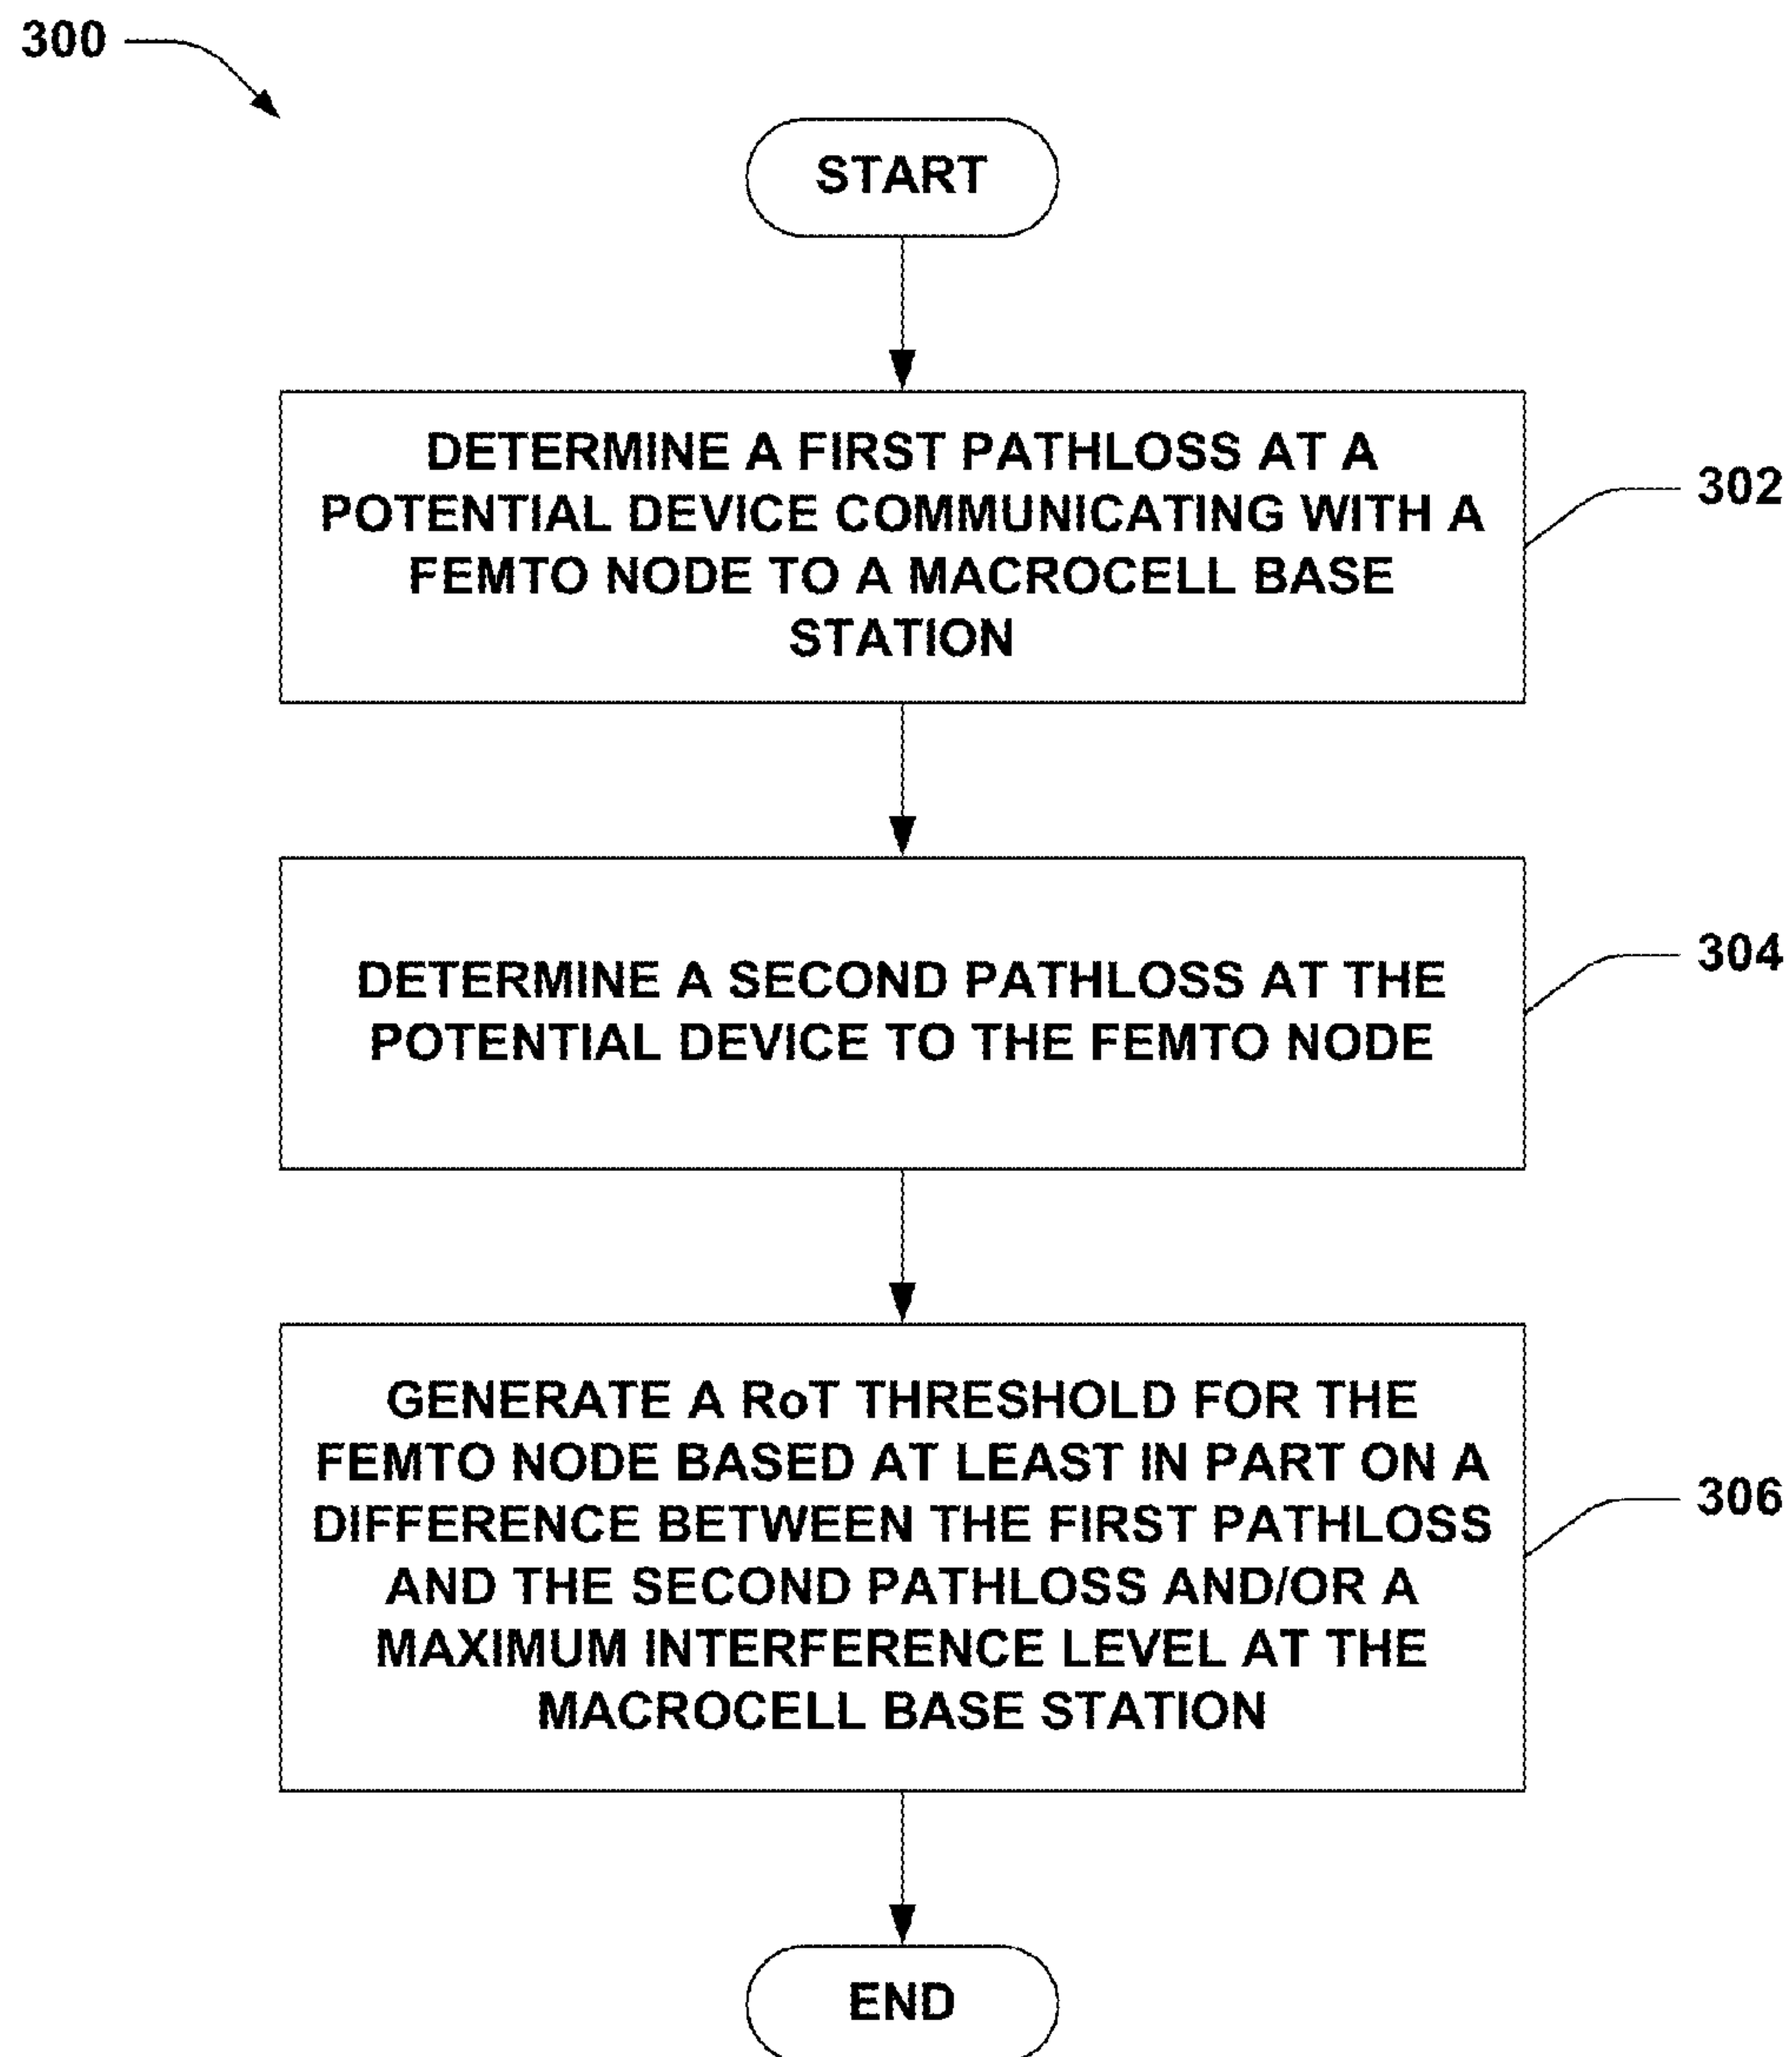 300
START
DETERMINE A FIRST PATHLOSS AT A
POTENTIAL DEVICE COMMUNICATING WITH A
FEMTO NODE TO A MACROCELL BASE
STATION
302
DETERMINE A SECOND PATHLOSS AT THE
POTENTIAL DEVICE TO THE FEMTO NODE
304
GENERATE A RoT THRESHOLD FOR THE
FEMTO NODE BASED AT LEAST IN PART ON A
DIFFERENCE BETWEEN THE FIRST PATHLOSS
AND THE SECOND PATHLOSS AND/OR A
MAXIMUM INTERFERENCE LEVEL AT THE
MACROCELL BASE STATION
306
END